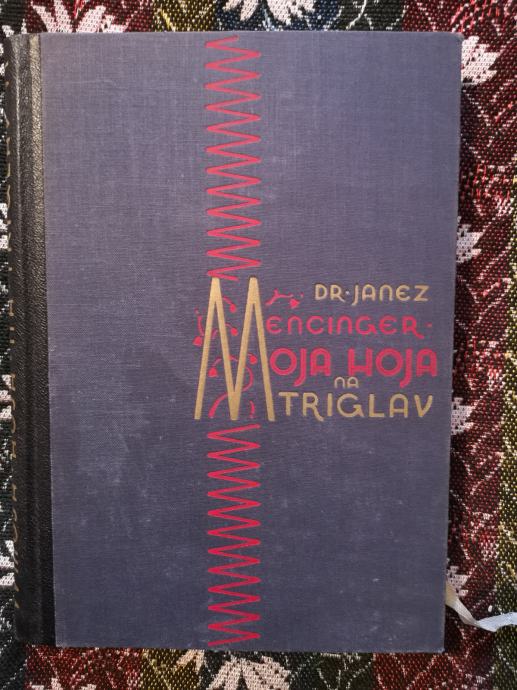 DR·JANEZ
MENCINGER·
MOJA HOJA
NA
TRIGLAV